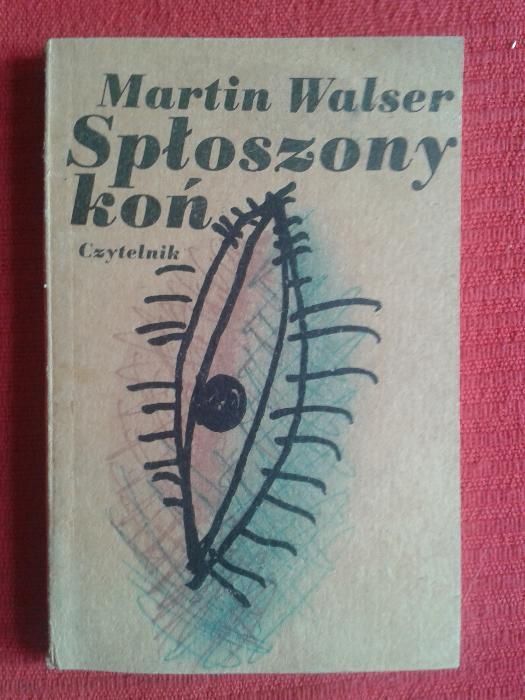 Martin Walser
Spłoszony
koń
Czytelnik